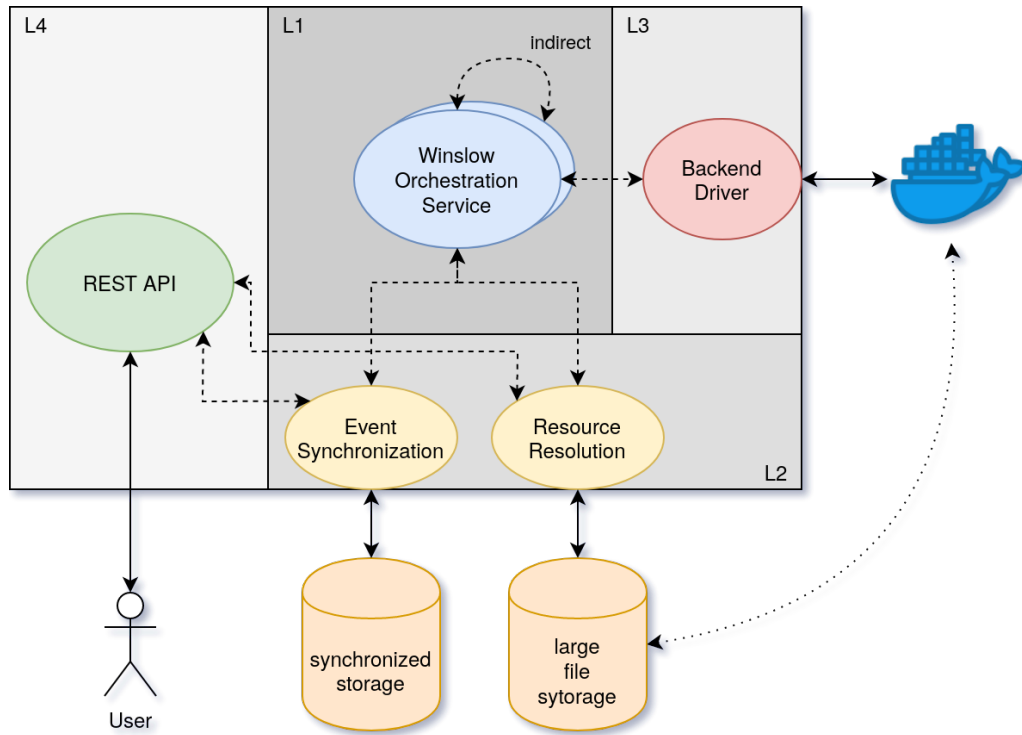 L4
L1
L3
indirect
Winslow
Orchestration
Service
Backend
Driver
REST API
Event
Synchronization
Resource
Resolution
L2
synchronized
storage
large
file
sytorage
User